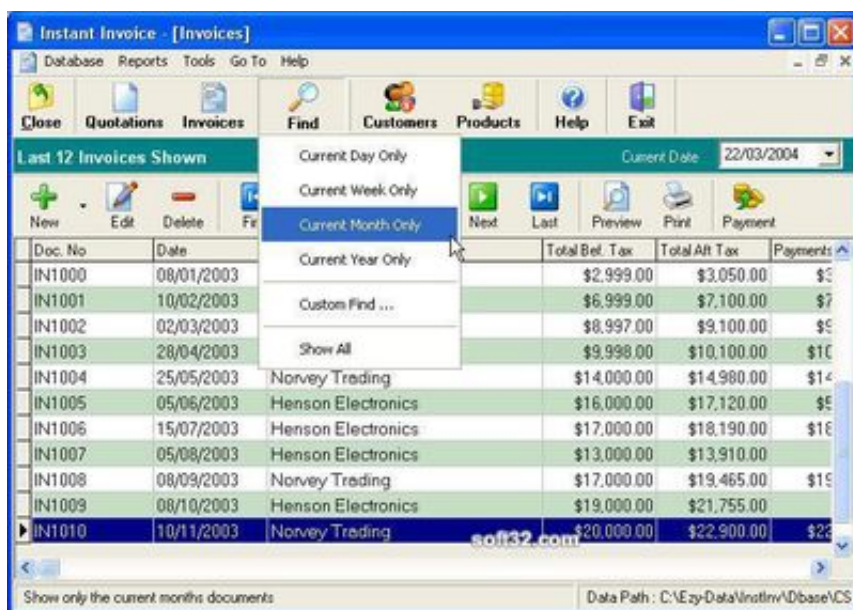 Instant Invoice - [Invoices]
Database Reports Tools Go To Help
Close Quotations Invoices Find Customers Products Help Exit
Last 12 Invoices Shown Current Date 22/03/2004
New Edit Delete Next Last Preview Print Payment
Current Day Only
Current Week Only
Current Month Only
Current Year Only
Custom Find ...
Show All
Doc. No Date Total Bef. Tax Total Aft Tax Payments
IN1000 08/01/2003 $2,999.00 $3,050.00
IN1001 10/02/2003 $6,999.00 $7,100.00
IN1002 02/03/2003 $8,997.00 $9,100.00
IN1003 28/04/2003 $9,998.00 $10,100.00
IN1004 25/05/2003 Norvey Trading $14,000.00 $14,980.00
IN1005 05/06/2003 Henson Electronics $16,000.00 $17,120.00
IN1006 15/07/2003 Henson Electronics $17,000.00 $18,190.00
IN1007 05/08/2003 Henson Electronics $13,000.00 $13,910.00
IN1008 08/09/2003 Norvey Trading $17,000.00 $19,465.00
IN1009 08/10/2003 Henson Electronics $19,000.00 $21,755.00
IN1010 10/11/2003 Norvey Trading $20,000.00 $22,900.00
soft32.com
Show only the current months documents Data Path : C:\Ezy-Data\InstInv\Dbase\CS